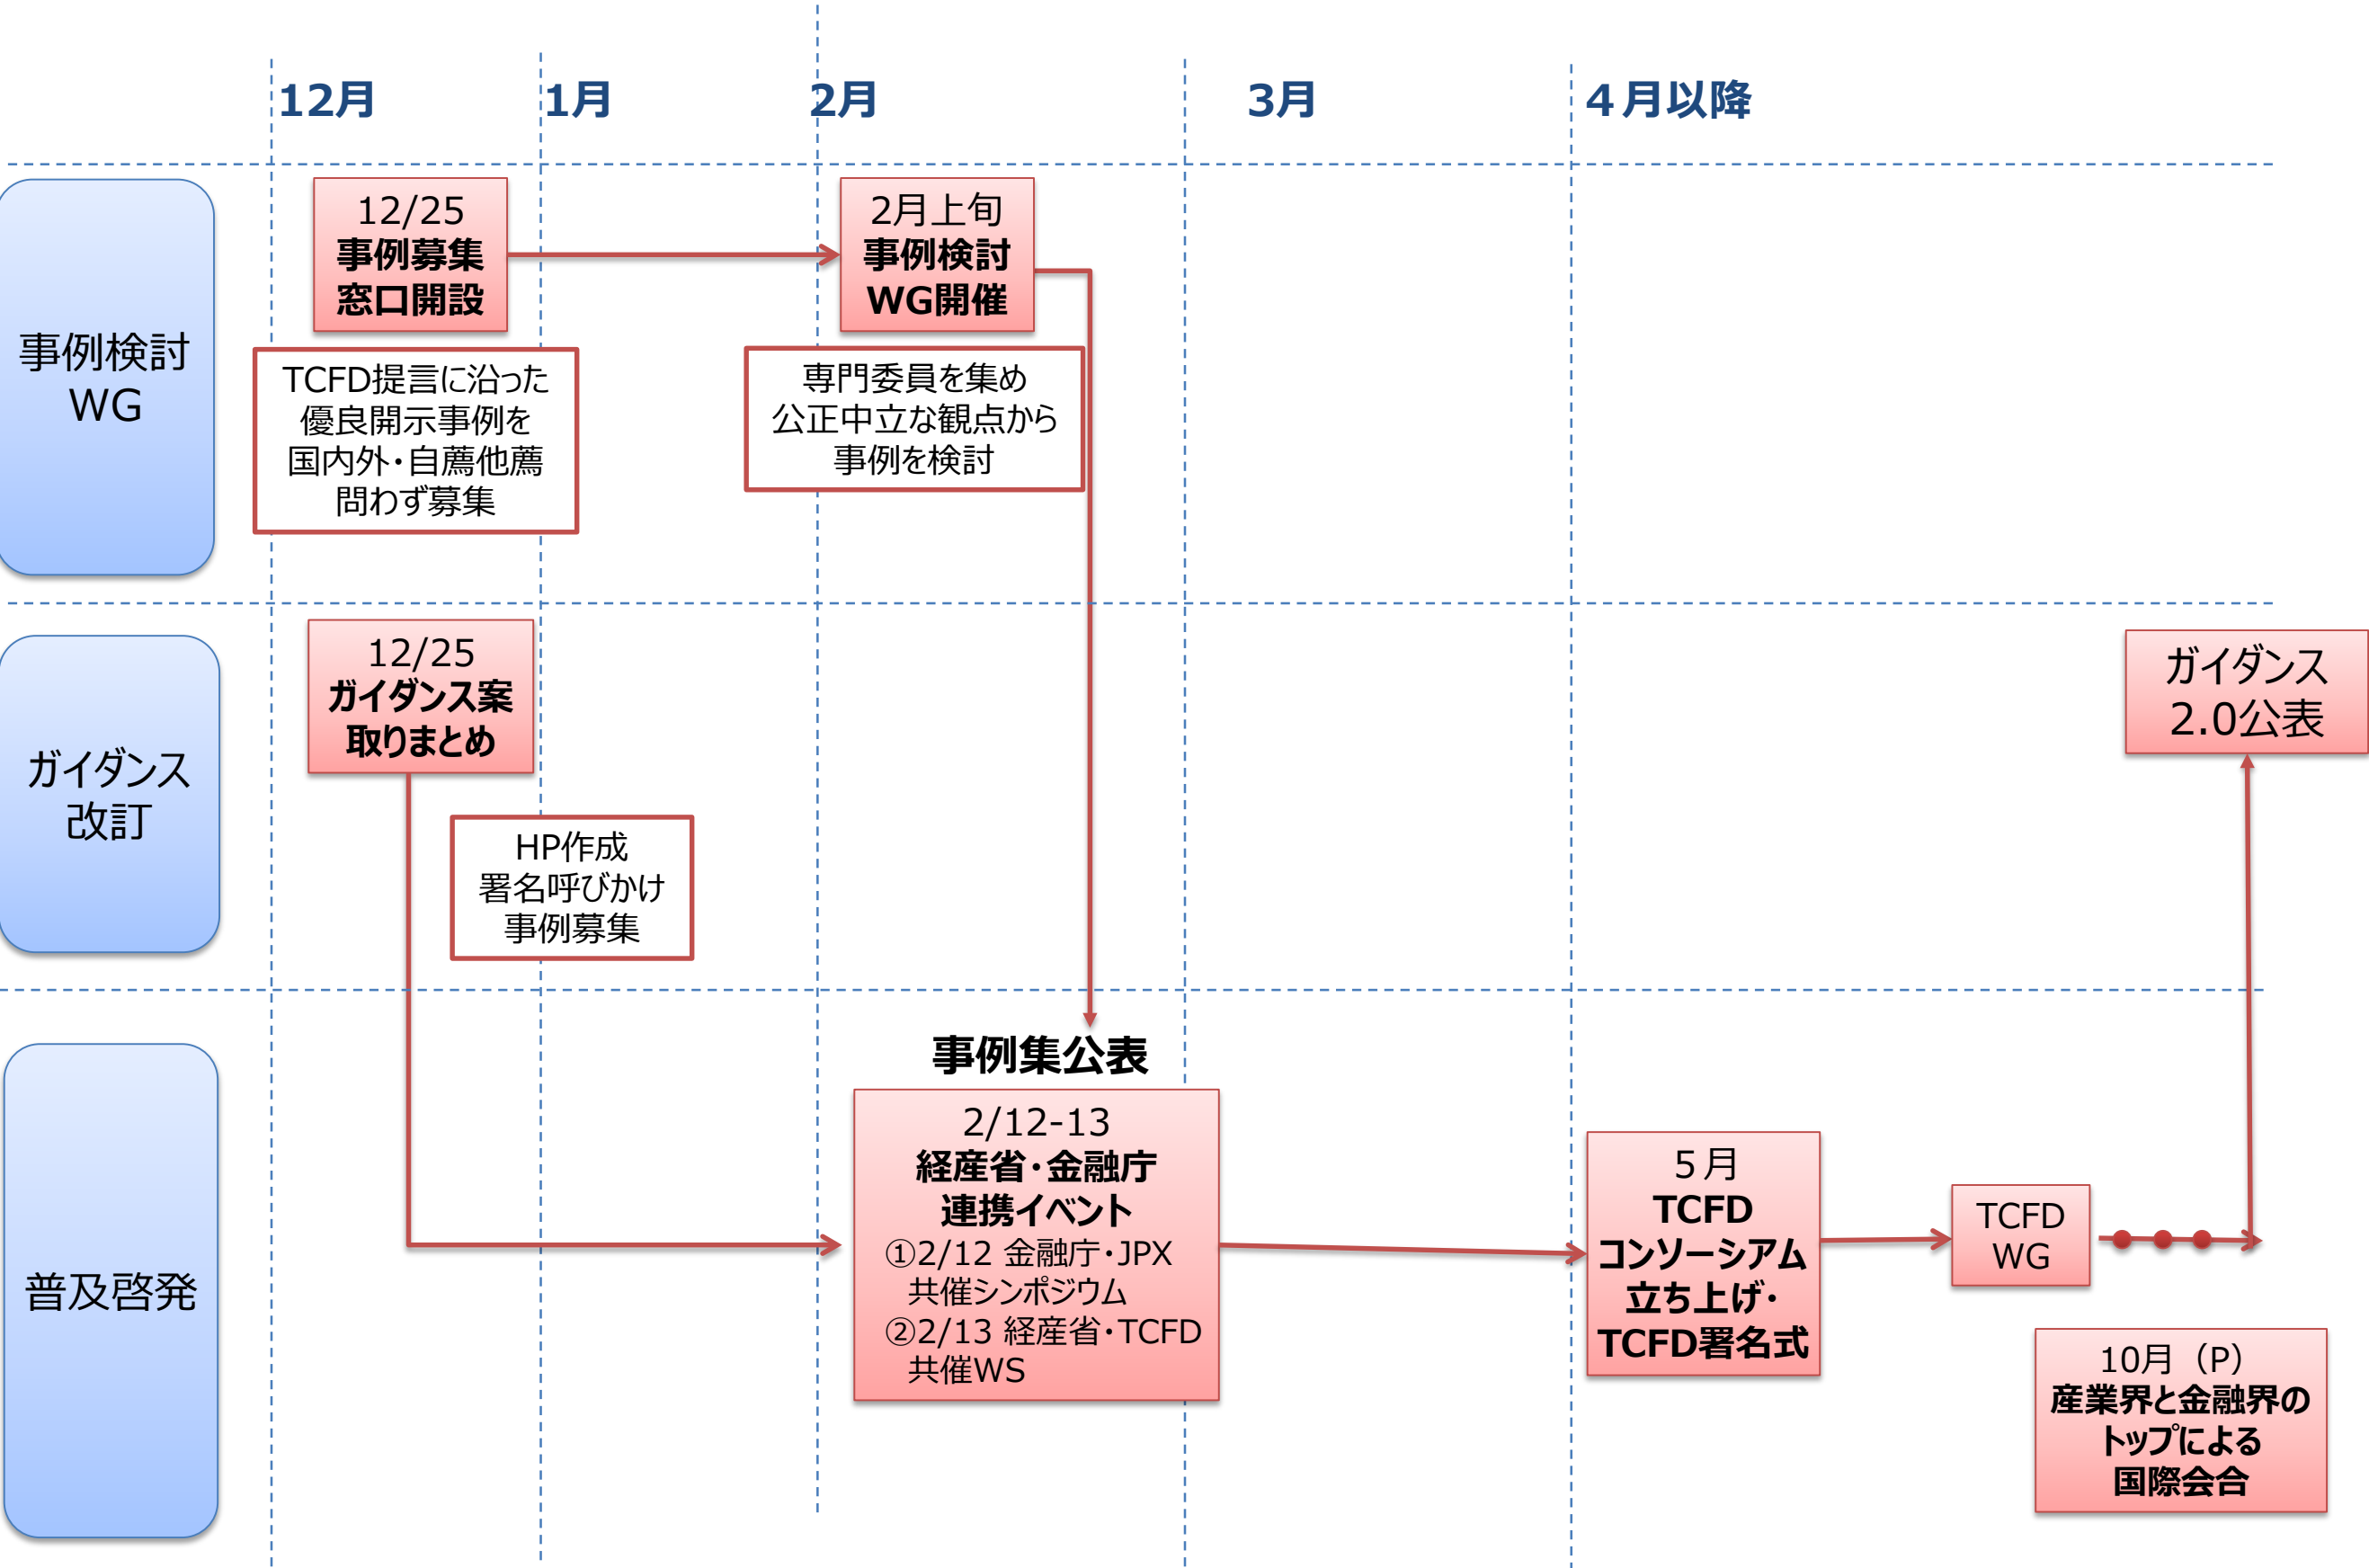 12月
1月
2月
3月
４月以降
事例検討
WG
12/25
事例募集
窓口開設
2月上旬
事例検討
WG開催
TCFD提言に沿った
優良開示事例を
国内外・自薦他薦
問わず募集
専門委員を集め
公正中立な観点から
事例を検討
ガイダンス
改訂
12/25
ガイダンス案
取りまとめ
HP作成
署名呼びかけ
事例募集
ガイダンス
2.0公表
普及啓発
事例集公表
2/12-13
経産省・金融庁
連携イベント
①2/12 金融庁・JPX
共催シンポジウム
②2/13 経産省・TCFD
共催WS
５月
TCFD
コンソーシアム
立ち上げ・
TCFD署名式
TCFD
WG
10月（P）
産業界と金融界の
トップによる
国際会合